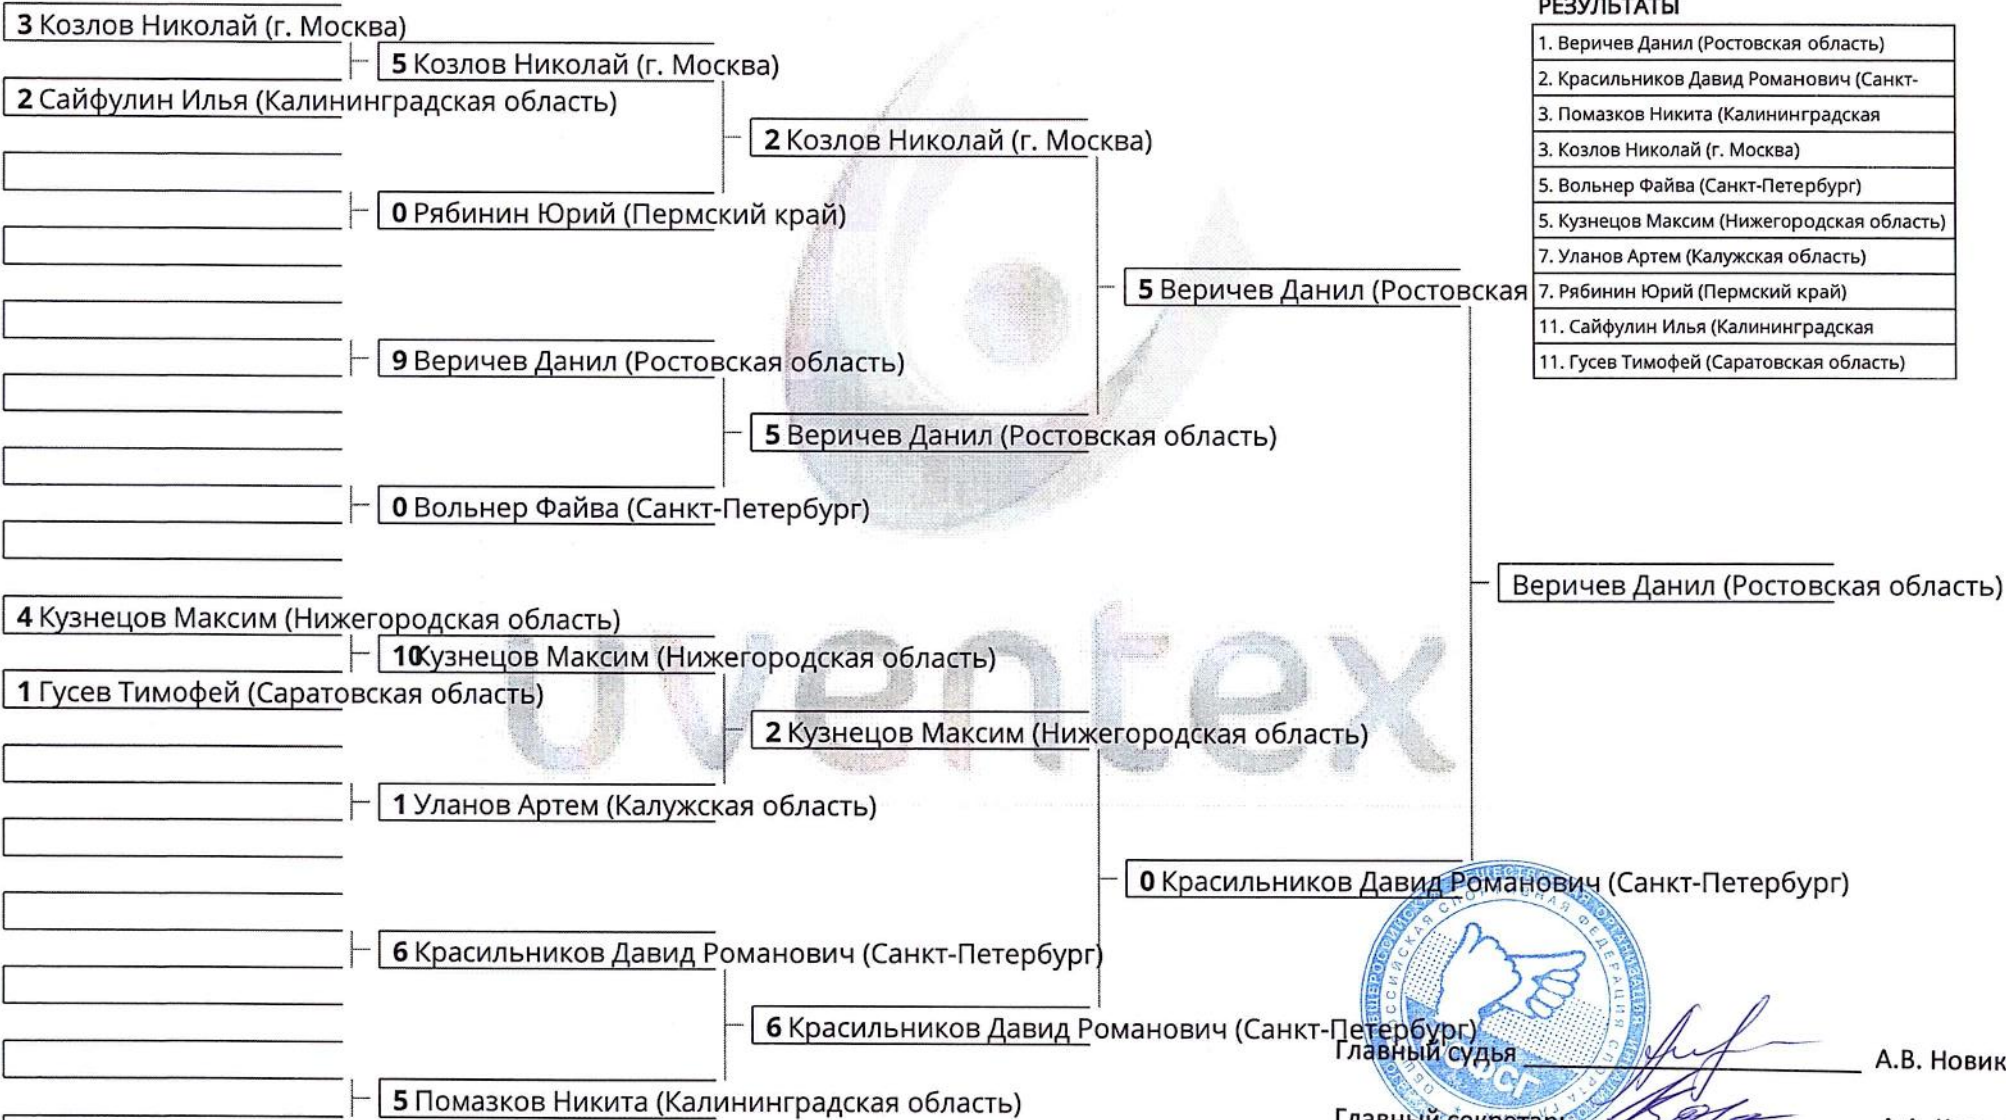 РЕЗУЛЬТАТЫ
1. Веричев Данил (Ростовская область)
2. Красильников Давид Романович (Санкт-
3. Помазков Никита (Калининградская
3. Козлов Николай (г. Москва)
5. Вольнер Файва (Санкт-Петербург)
5. Кузнецов Максим (Нижегородская область)
7. Уланов Артем (Калужская область)
7. Рябинин Юрий (Пермский край)
11. Сайфулин Илья (Калининградская
11. Гусев Тимофей (Саратовская область)
3 Козлов Николай (г. Москва)
5 Козлов Николай (г. Москва)
2 Сайфулин Илья (Калининградская область)
2 Козлов Николай (г. Москва)
0 Рябинин Юрий (Пермский край)
5 Веричев Данил (Ростовская
9 Веричев Данил (Ростовская область)
5 Веричев Данил (Ростовская область)
0 Вольнер Файва (Санкт-Петербург)
Веричев Данил (Ростовская область)
4 Кузнецов Максим (Нижегородская область)
10 Кузнецов Максим (Нижегородская область)
1 Гусев Тимофей (Саратовская область)
uventex
2 Кузнецов Максим (Нижегородская область)
1 Уланов Артем (Калужская область)
0 Красильников Давид Романович (Санкт-Петербург)
6 Красильников Давид Романович (Санкт-Петербург)
6 Красильников Давид Романович (Санкт-Петербург)
Главный судья
А.В. Новик
5 Помазков Никита (Калининградская область)
Главный секретарь